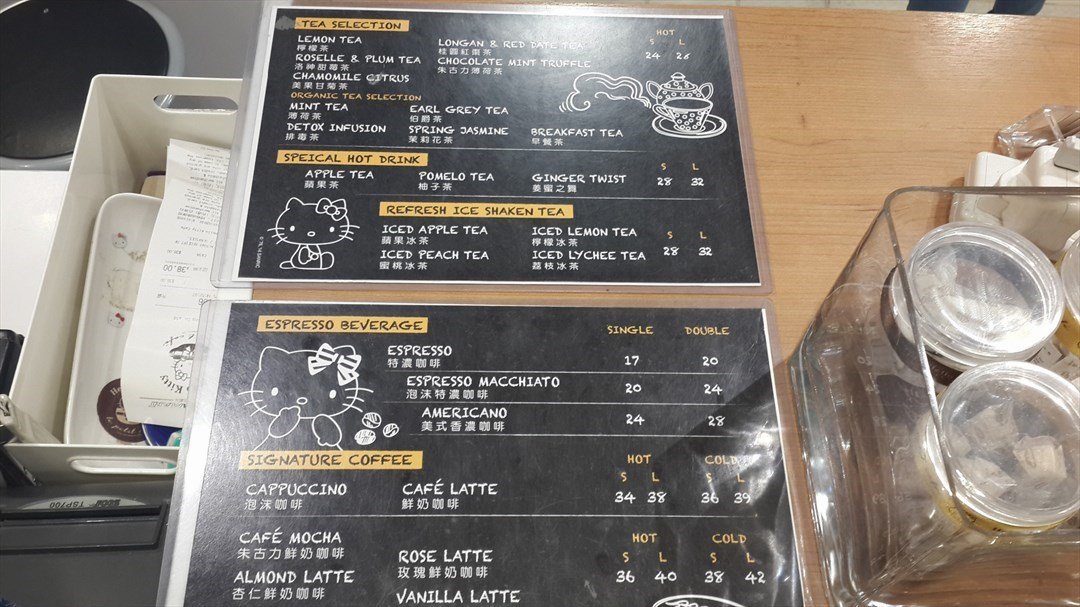 TEA SELECTION
HOT
LEMON TEA
檸檬茶
LONGAN & RED DATE TEA
桂圓紅棗茶
S L
24 26
ROSELLE & PLUM TEA
洛神甜莓茶
CHOCOLATE MINT TRUFFLE
朱古力薄荷茶
CHAMOMILE CITRUS
美果甘菊茶
ORGANIC TEA SELECTION
MINT TEA
薄荷茶
EARL GREY TEA
伯爵茶
DETOX INFUSION
排毒茶
SPRING JASMINE
茉莉花茶
BREAKFAST TEA
早餐茶
SPEICAL HOT DRINK
S L
APPLE TEA
蘋果茶
POMELO TEA
柚子茶
GINGER TWIST
薑蜜之舞
28 32
REFRESH ICE SHAKEN TEA
ICED APPLE TEA
蘋果冰茶
ICED LEMON TEA
檸檬冰茶
S L
28 32
ICED PEACH TEA
蜜桃冰茶
ICED LYCHEE TEA
荔枝冰茶
ESPRESSO BEVERAGE
SINGLE DOUBLE
ESPRESSO
特濃咖啡
17 20
ESPRESSO MACCHIATO
泡沫特濃咖啡
20 24
AMERICANO
美式香濃咖啡
24 28
SIGNATURE COFFEE
HOT COLD
S L S L
CAPPUCCINO
泡沫咖啡
CAFÉ LATTE
鮮奶咖啡
34 38 36 39
CAFÉ MOCHA
朱古力鮮奶咖啡
HOT COLD
S L S L
ROSE LATTE
玫瑰鮮奶咖啡
36 40 38 42
ALMOND LATTE
杏仁鮮奶咖啡
VANILLA LATTE
TSP700
38.00